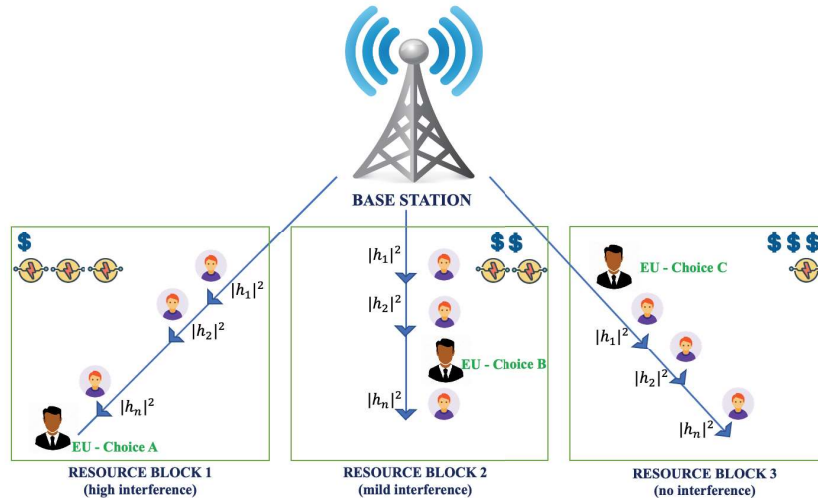 BASE STATION
$
|h₁|²
|h₂|²
|hₙ|²
EU - Choice A
RESOURCE BLOCK 1
(high interference)
$ $
|h₁|²
|h₂|²
EU - Choice B
|hₙ|²
RESOURCE BLOCK 2
(mild interference)
$ $ $
EU - Choice C
|h₁|²
|h₂|²
|hₙ|²
RESOURCE BLOCK 3
(no interference)